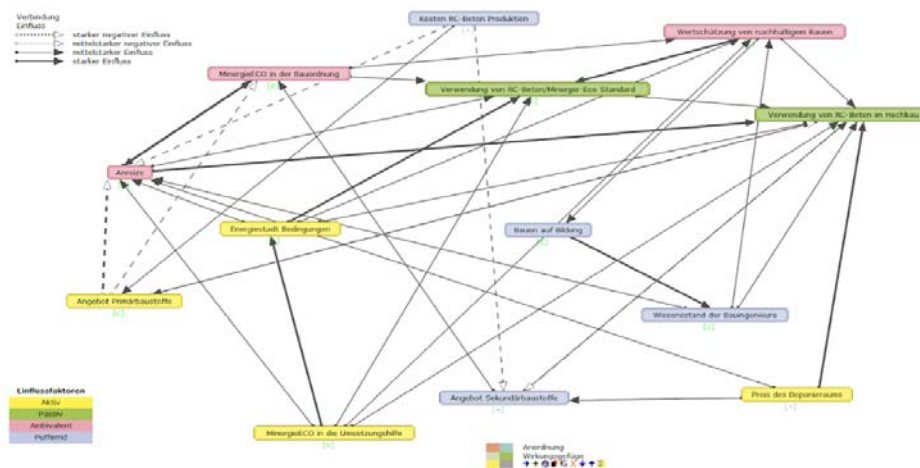 Verbindung
Einfluss
starker negativer Einfluss
mittelstarker negativer Einfluss
mittelstärker Einfluss
starker Einfluss
Kosten RC-Beton Produktion
Wertschätzung von nachhaltigem Bauen
MinergieECO in der Bauordnung
Verwendung von RC-Beton/Minergie-Eco Standard
Verwendung von RC-Beton im Hochbau
Anreize
Energiestadt Bedingungen
Bauen auf Bildung
Angebot Primärbaustoffe
Wissensstand der Bauingenieure
Einflussfaktoren
Aktiv
Passiv
Ambivalent
Puffernd
Angebot Sekundärbaustoffe
Preis des Deponieraums
MinergieECO in die Umsetzungshilfe
Anordnung
Wirkungsgefüge